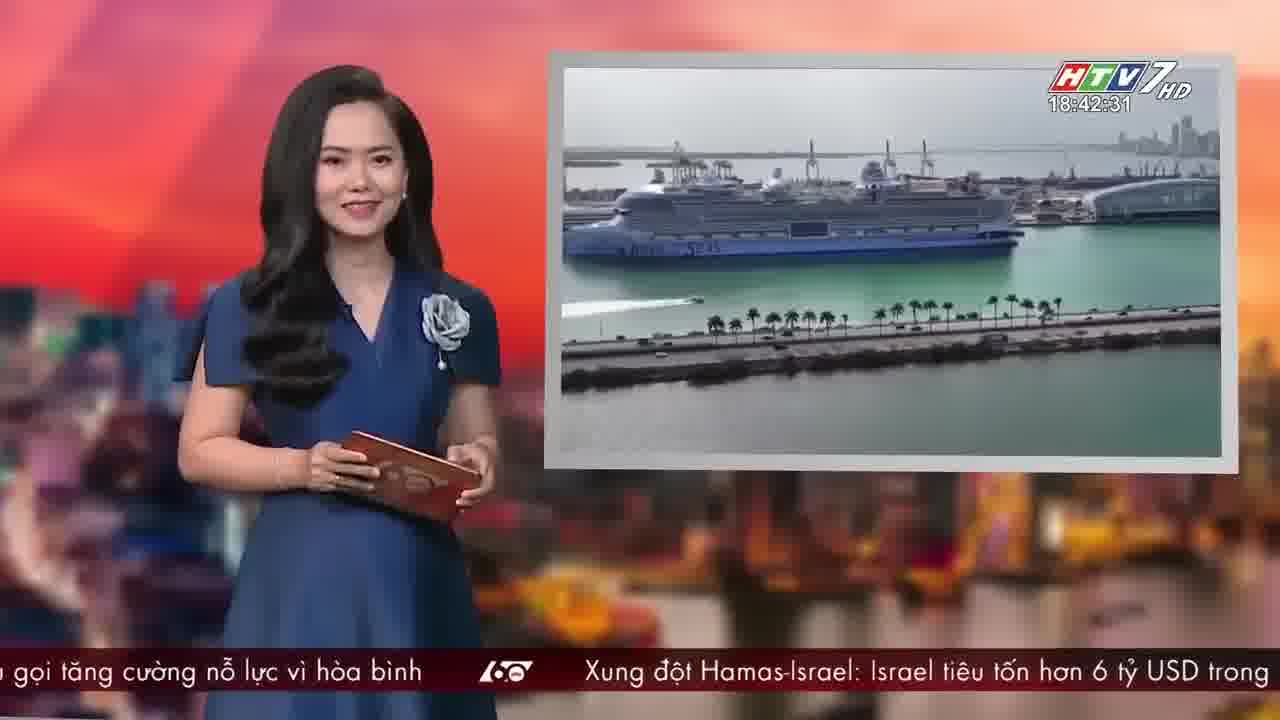 HTV7 HD
18:42:31
gọi tăng cường nỗ lực vì hòa bình
60
Xung đột Hamas-Israel: Israel tiêu tốn hơn 6 tỷ USD trong